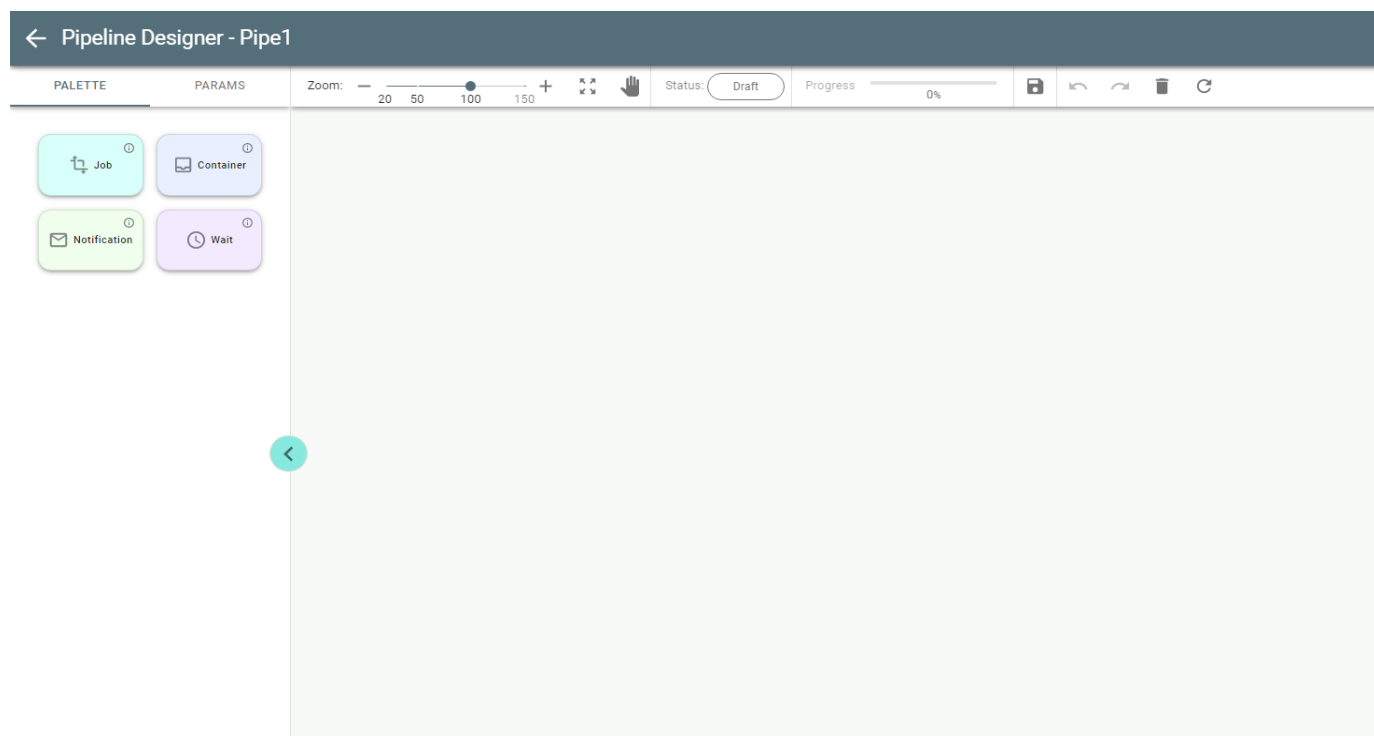 Pipeline Designer - Pipe1
PALETTE PARAMS Zoom: 20 50 100 150 Status: Draft Progress 0%
Job Container
Notification Wait